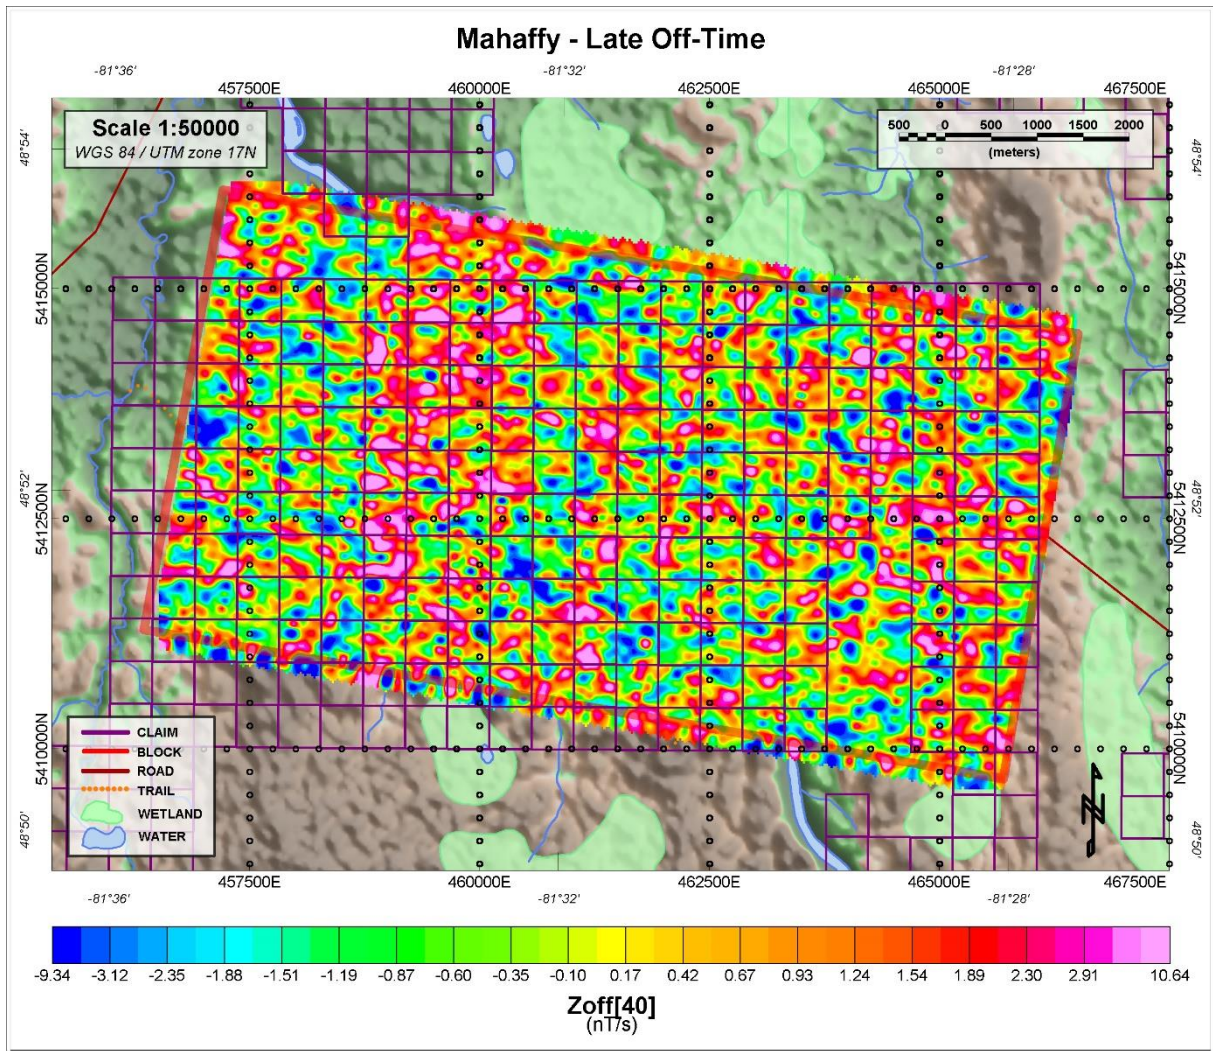 Mahaffy - Late Off-Time
-81°36' -81°32' -81°28'
457500E 460000E 462500E 465000E 467500E
Scale 1:50000
WGS 84 / UTM zone 17N
500 0 500 1000 1500 2000
(meters)
48°54' 48°54'
5415000N 5415000N
48°52' 48°52'
5412500N 5412500N
5410000N 5410000N
48°50' 48°50'
CLAIM
BLOCK
ROAD
TRAIL
WETLAND
WATER
N
457500E 460000E 462500E 465000E 467500E
-81°36' -81°32' -81°28'
-9.34 -3.12 -2.35 -1.88 -1.51 -1.19 -0.87 -0.60 -0.35 -0.10 0.17 0.42 0.67 0.93 1.24 1.54 1.89 2.30 2.91 10.64
Zoff[40]
(nT/s)